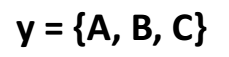 y = {A, B, C}